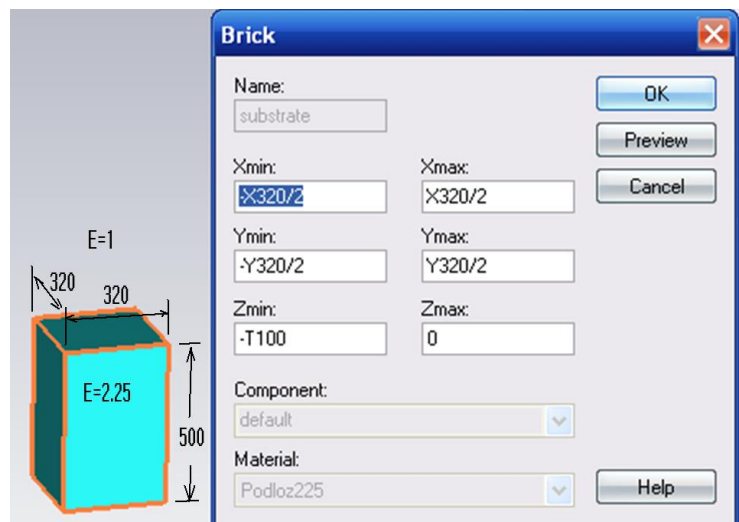 Brick
Name:
substrate
OK
Preview
Cancel
Xmin:
-X320/2
Xmax:
X320/2
Ymin:
-Y320/2
Ymax:
Y320/2
Zmin:
-T100
Zmax:
0
Component:
default
Material:
Podloz225
Help
E=1
320
320
E=2.25
500